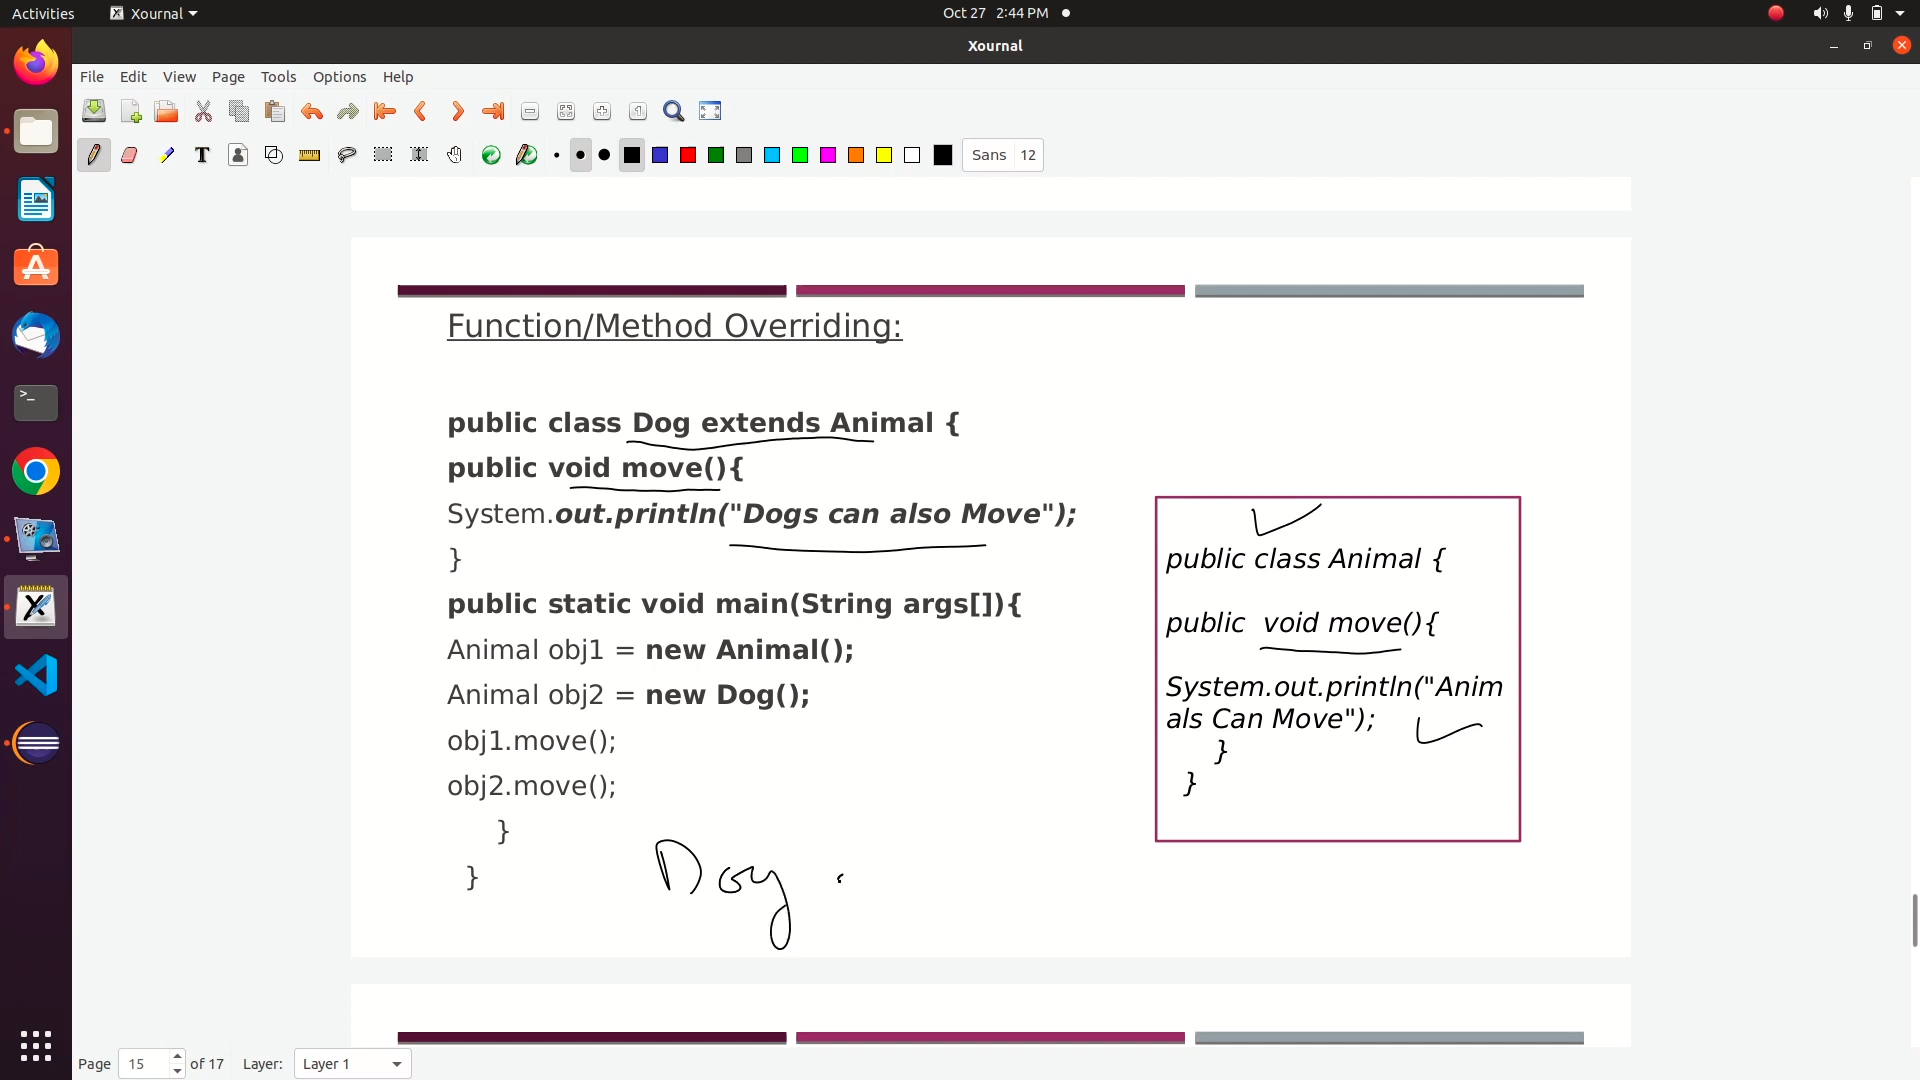 Activities Xournal Oct 27 2:44 PM
Xournal
File Edit View Page Tools Options Help
Sans 12
Function/Method Overriding:
public class Dog extends Animal {
public void move(){
System.out.println("Dogs can also Move");
}
public static void main(String args[]){
Animal obj1 = new Animal();
Animal obj2 = new Dog();
obj1.move();
obj2.move();
}
}
Dog
public class Animal {
public void move(){
System.out.println("Anim
als Can Move");
}
}
Page 15 of 17 Layer: Layer 1